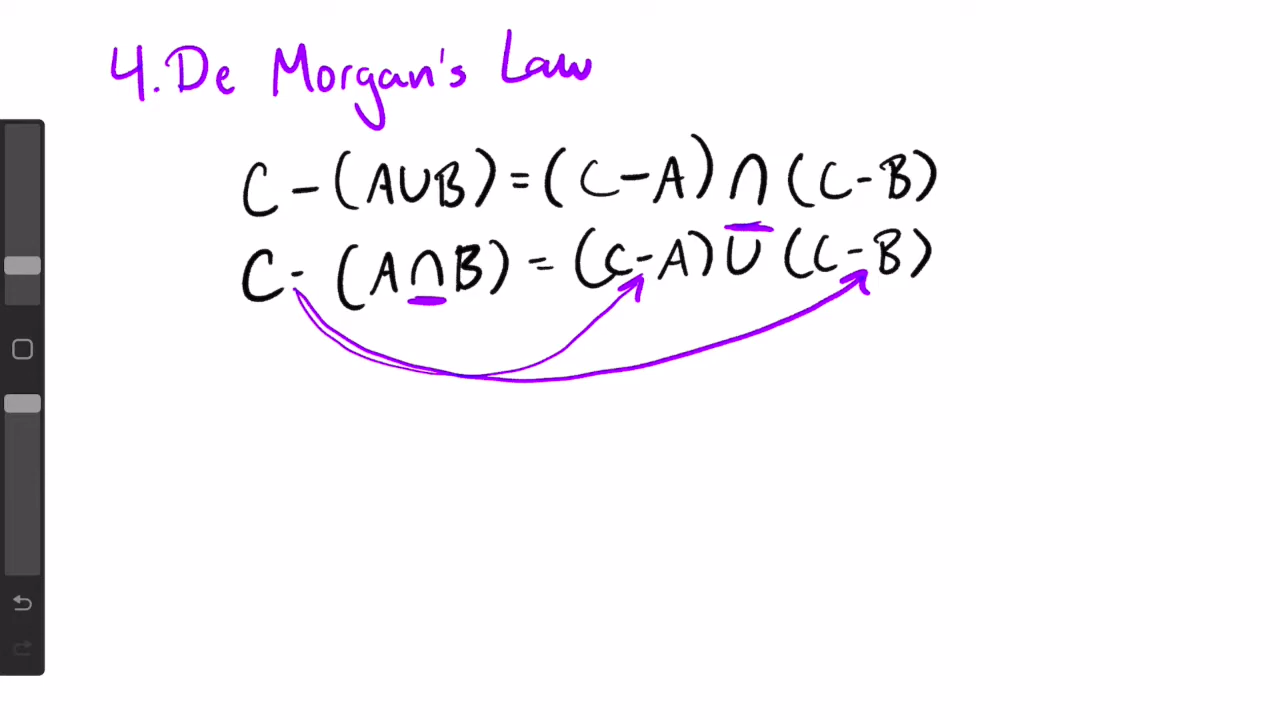 4. De Morgan's Law
C - (A∪B) = (C-A) ∩ (C-B)
C - (A∩B) = (C-A) ∪ (C-B)